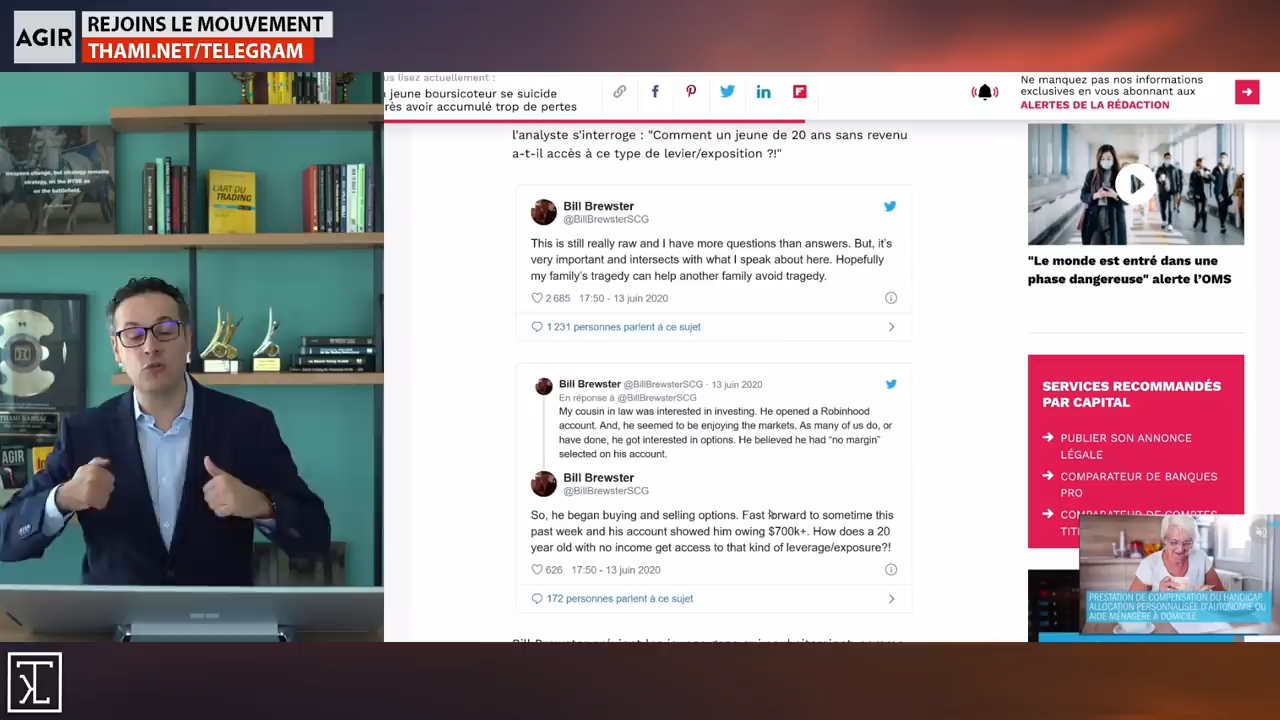 AGIR
REJOINS LE MOUVEMENT
THAMI.NET/TELEGRAM
us lisez actuellement :
jeune boursicoteur se suicide
rès avoir accumulé trop de pertes
Ne manquez pas nos informations
exclusives en vous abonnant aux
ALERTES DE LA RÉDACTION
l'analyste s'interroge : "Comment un jeune de 20 ans sans revenu
a-t-il accès à ce type de levier/exposition ?!"
Bill Brewster
@BillBrewsterSCG
This is still really raw and I have more questions than answers. But, it's
very important and intersects with what I speak about here. Hopefully
my family's tragedy can help another family avoid tragedy.
2 685 17:50 - 13 juin 2020
1 231 personnes parlent à ce sujet
Bill Brewster @BillBrewsterSCG · 13 juin 2020
En réponse à @BillBrewsterSCG
My cousin in law was interested in investing. He opened a Robinhood
account. And, he seemed to be enjoying the markets. As many of us do, or
have done, he got interested in options. He believed he had "no margin"
selected on his account.
Bill Brewster
@BillBrewsterSCG
So, he began buying and selling options. Fast forward to sometime this
past week and his account showed him owing $700k+. How does a 20
year old with no income get access to that kind of leverage/exposure?!
626 17:50 - 13 juin 2020
172 personnes parlent à ce sujet
"Le monde est entré dans une
phase dangereuse" alerte l'OMS
SERVICES RECOMMANDÉS
PAR CAPITAL
PUBLIER SON ANNONCE
LÉGALE
COMPARATEUR DE BANQUES
PRO
COMPARATEUR DE COMPTES
PRESTATION DE COMPENSATION DU HANDICAP,
ALLOCATION PERSONNALISÉE D'AUTONOMIE OU
AIDE-MÉNAGÈRE À DOMICILE
L'ART DU
TRADING
THAMI KABBAJ
AGIR